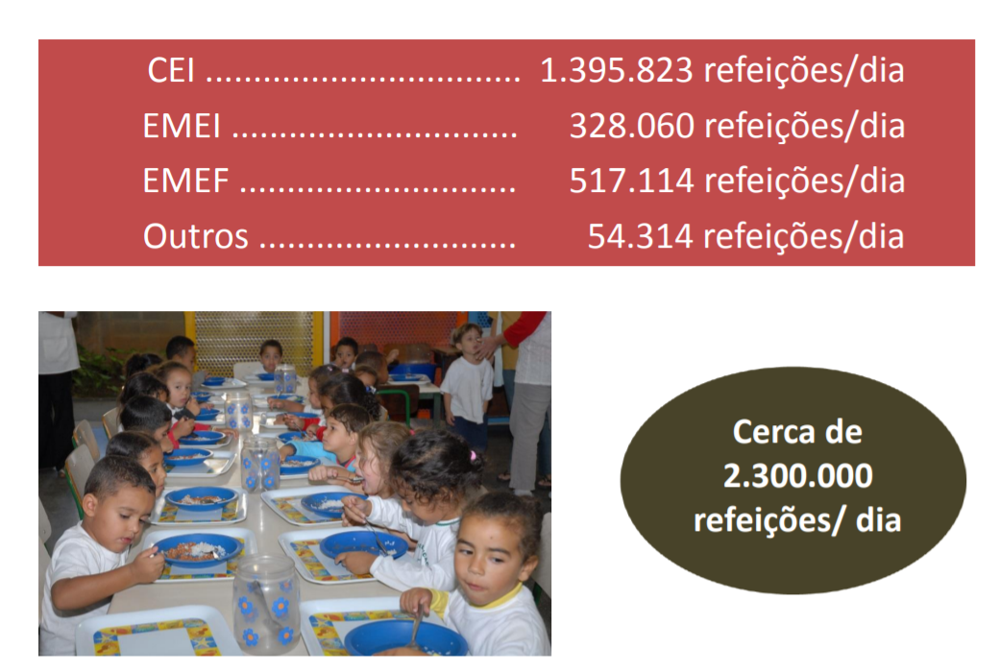 CEI ................................. 1.395.823 refeições/dia
EMEI .............................. 328.060 refeições/dia
EMEF ............................. 517.114 refeições/dia
Outros ........................... 54.314 refeições/dia
Cerca de
2.300.000
refeições/ dia